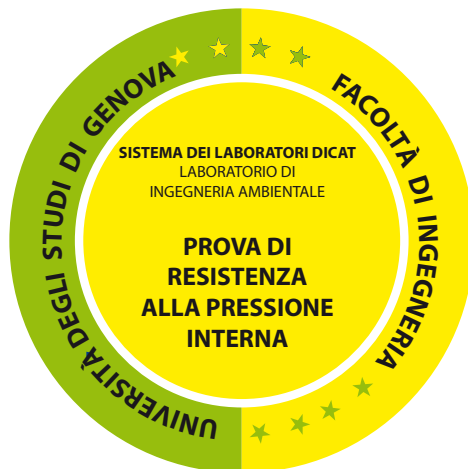 UNIVERSITÀ DEGLI STUDI DI GENOVA
FACOLTÀ DI INGEGNERIA
SISTEMA DEI LABORATORI DICAT
LABORATORIO DI
INGEGNERIA AMBIENTALE
PROVA DI
RESISTENZA
ALLA PRESSIONE
INTERNA